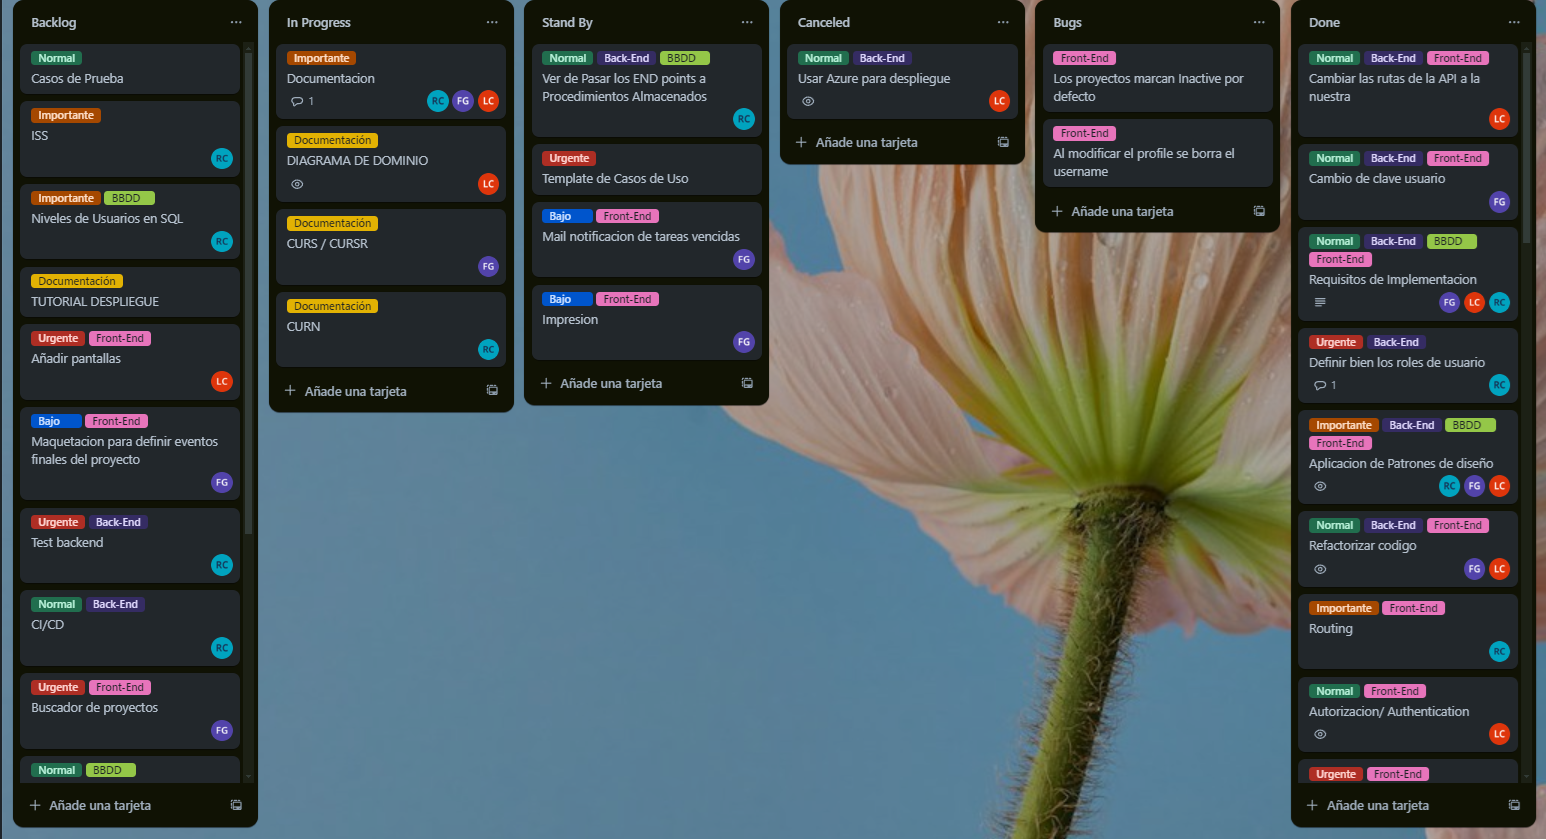 Backlog
Normal
Casos de Prueba
Importante
ISS
RC
Importante BBDD
Niveles de Usuarios en SQL
RC
Documentación
TUTORIAL DESPLIEGUE
Urgente Front-End
Añadir pantallas
LC
Bajo Front-End
Maquetacion para definir eventos
finales del proyecto
FG
Urgente Back-End
Test backend
RC
Normal Back-End
CI/CD
RC
Urgente Front-End
Buscador de proyectos
FG
Normal BBDD
Añade una tarjeta
In Progress
Importante
Documentacion
1 RC FG LC
Documentación
DIAGRAMA DE DOMINIO
LC
Documentación
CURS / CURSR
FG
Documentación
CURN
RC
Añade una tarjeta
Stand By
Normal Back-End BBDD
Ver de Pasar los END points a
Procedimientos Almacenados
RC
Urgente
Template de Casos de Uso
Bajo Front-End
Mail notificacion de tareas vencidas
FG
Bajo Front-End
Impresion
FG
Añade una tarjeta
Canceled
Normal Back-End
Usar Azure para despliegue
LC
Añade una tarjeta
Bugs
Front-End
Los proyectos marcan Inactive por
defecto
Front-End
Al modificar el profile se borra el
username
Añade una tarjeta
Done
Normal Back-End Front-End
Cambiar las rutas de la API a la
nuestra
LC
Normal Back-End Front-End
Cambio de clave usuario
FG
Normal Back-End BBDD
Front-End
Requisitos de Implementacion
FG LC RC
Urgente Back-End
Definir bien los roles de usuario
1 RC
Importante Back-End BBDD
Front-End
Aplicacion de Patrones de diseño
RC FG LC
Normal Back-End Front-End
Refactorizar codigo
FG LC
Importante Front-End
Routing
RC
Normal Front-End
Autorizacion/ Authentication
LC
Urgente Front-End
Añade una tarjeta